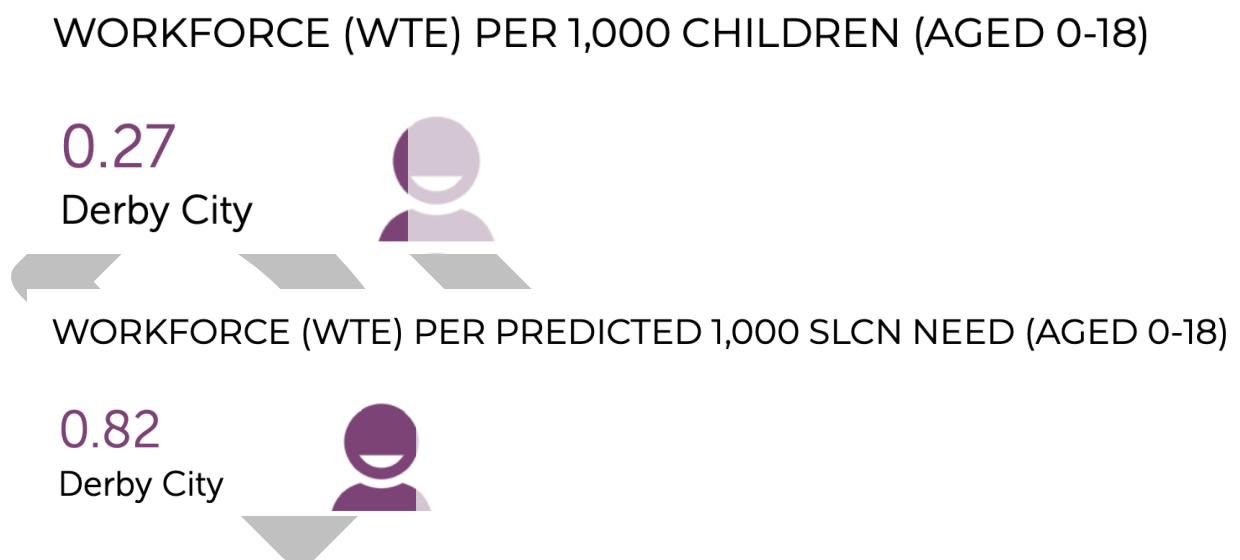 WORKFORCE (WTE) PER 1,000 CHILDREN (AGED 0-18)
0.27
Derby City
WORKFORCE (WTE) PER PREDICTED 1,000 SLCN NEED (AGED 0-18)
0.82
Derby City